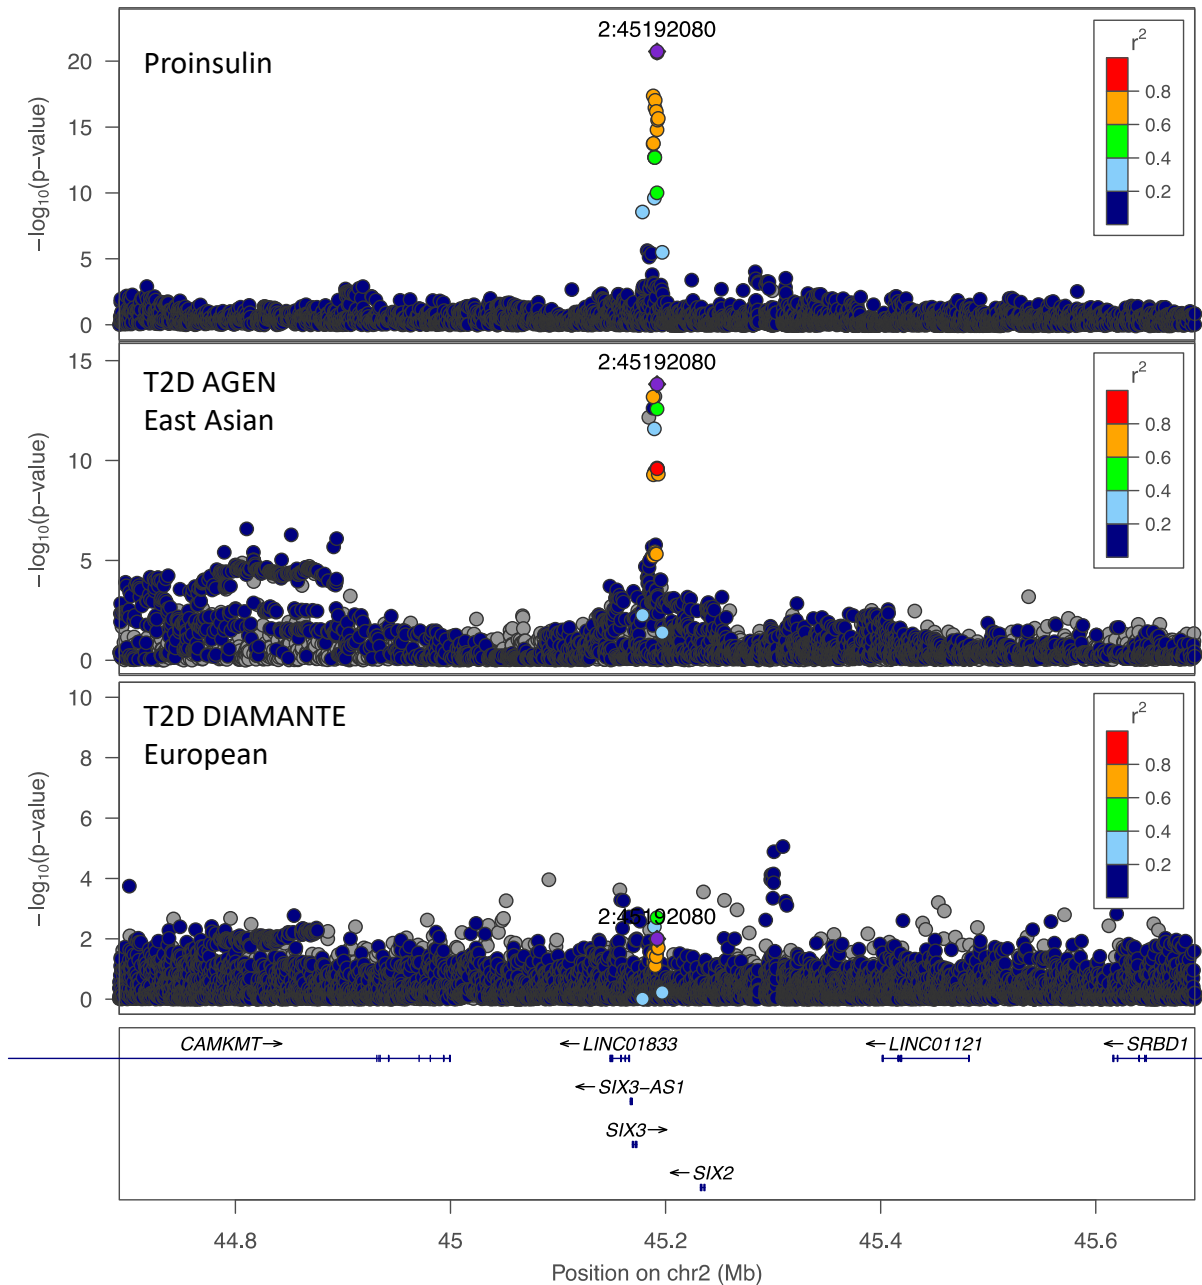 2:45192080
Proinsulin
r2
0.8
0.6
0.4
0.2
20
15
10
5
0
−log10(p−value)
2:45192080
T2D AGEN
East Asian
r2
0.8
0.6
0.4
0.2
15
10
5
0
−log10(p−value)
T2D DIAMANTE
European
r2
0.8
0.6
0.4
0.2
2:45192080
10
8
6
4
2
0
−log10(p−value)
CAMKMT→ ←LINC01833 ←LINC01121 ←SRBD1
←SIX3−AS1
SIX3→
←SIX2
44.8 45 45.2 45.4 45.6
Position on chr2 (Mb)